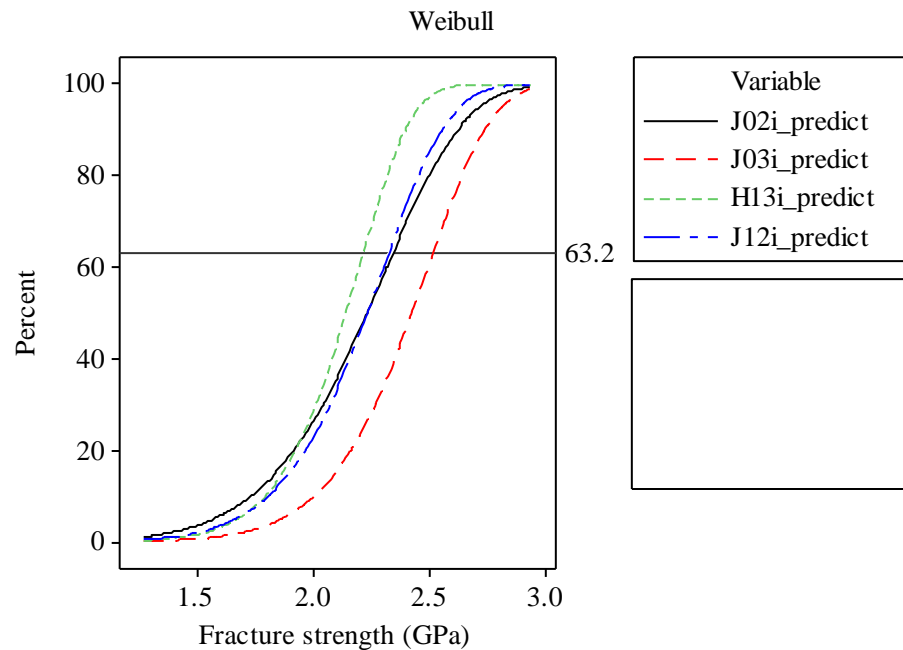 Weibull
100
80
60
40
20
0
Percent
63.2
1.5
2.0
2.5
3.0
Fracture strength (GPa)
Variable
J02i_predict
J03i_predict
H13i_predict
J12i_predict